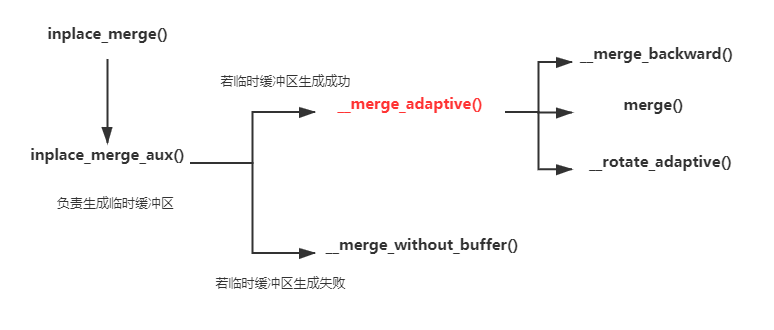 inplace_merge()
__merge_backward()
若临时缓冲区生成成功
__merge_adaptive()
merge()
inplace_merge_aux()
__rotate_adaptive()
负责生成临时缓冲区
__merge_without_buffer()
若临时缓冲区生成失败